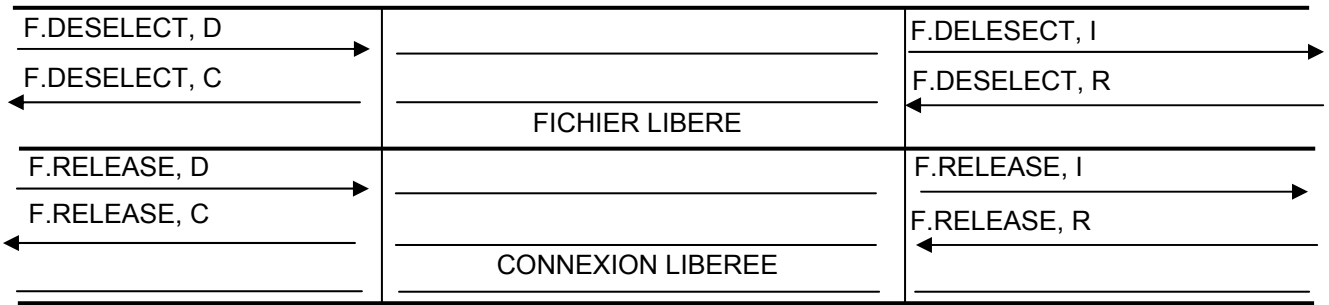 F.DESELECT, D
F.DELESECT, I
F.DESELECT, C
F.DESELECT, R
FICHIER LIBERE
F.RELEASE, D
F.RELEASE, I
F.RELEASE, C
F.RELEASE, R
CONNEXION LIBEREE